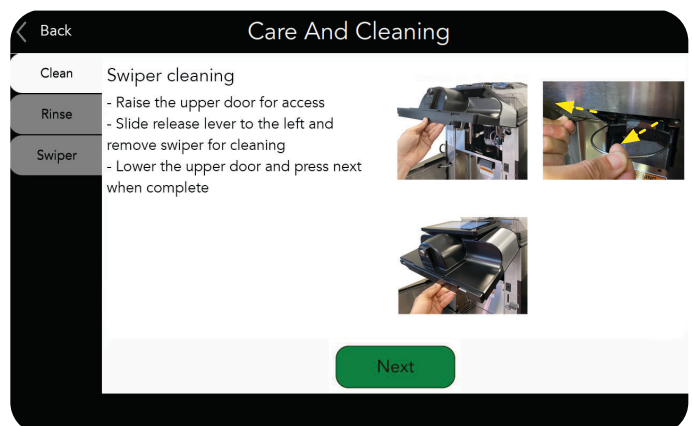 Back
Care And Cleaning
Clean
Rinse
Swiper
Swiper cleaning
- Raise the upper door for access
- Slide release lever to the left and
remove swiper for cleaning
- Lower the upper door and press next
when complete
Next